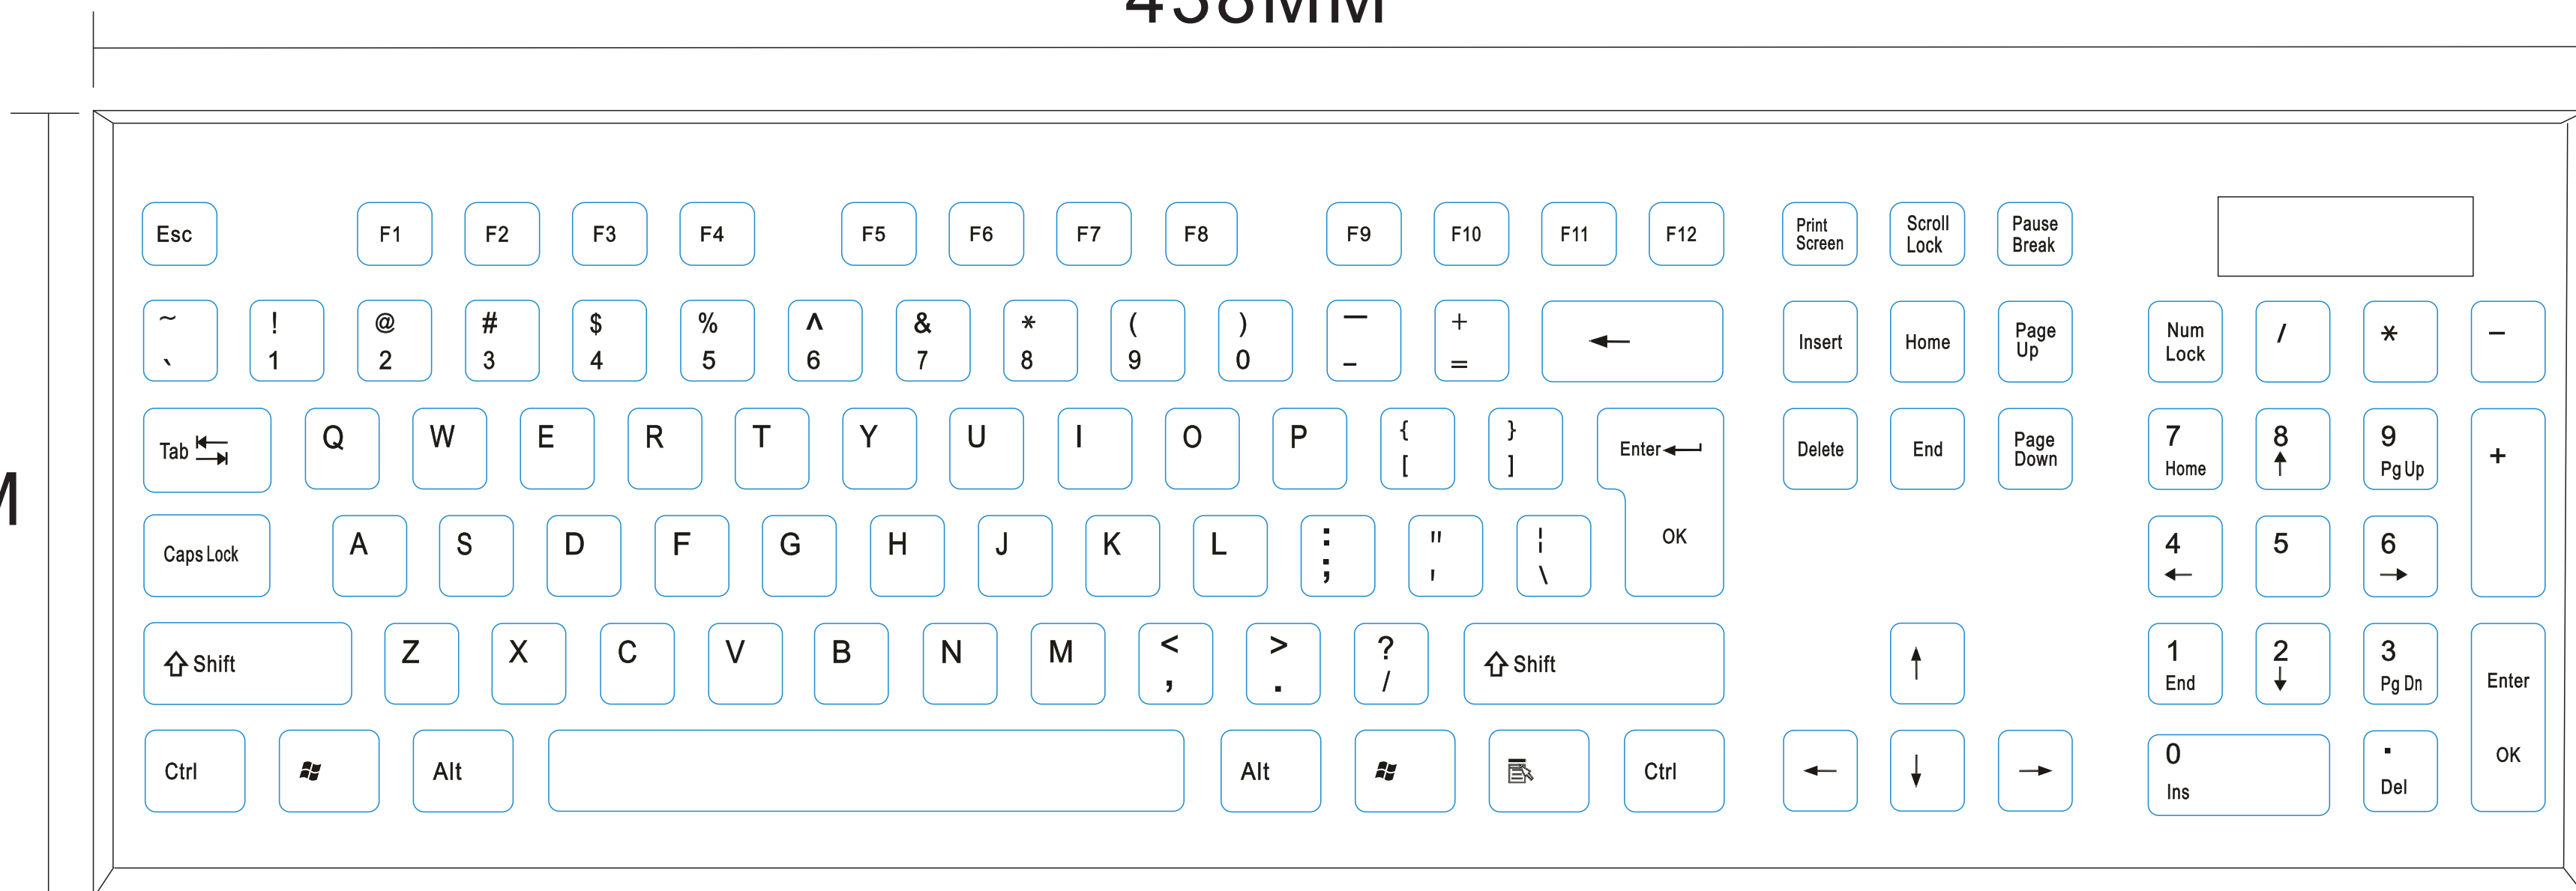 438MM
M
Esc F1 F2 F3 F4 F5 F6 F7 F8 F9 F10 F11 F12 Print Scroll Pause
Screen Lock Break
~ ! @ # $ % ^ & * ( ) — + ← Insert Home Page Num / * −
Up Lock
` 1 2 3 4 5 6 7 8 9 0 - =
Tab Q W E R T Y U I O P { } Enter Delete End Page 7 8 9 +
[ ] Down Home ↑ Pg Up
Caps Lock A S D F G H J K L : " ¦ OK 4 5 6
; ' \ ← →
Shift Z X C V B N M < > ? Shift ↑ 1 2 3 Enter
, . / End ↓ Pg Dn
Ctrl Alt Alt Ctrl ← ↓ → 0 . OK
Ins Del